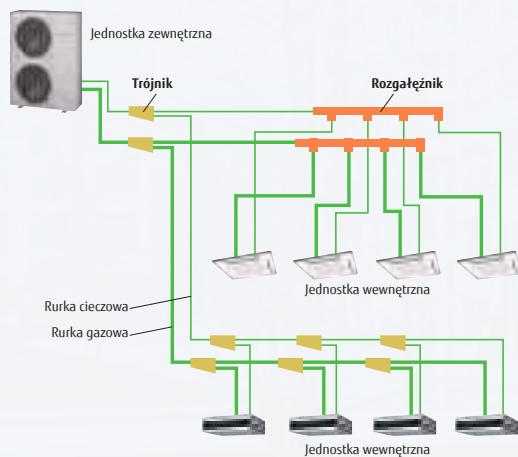 Jednostka zewnętrzna
Trójnik
Rozgałęźnik
Jednostka wewnętrzna
Rurka cieczowa
Rurka gazowa
Jednostka wewnętrzna